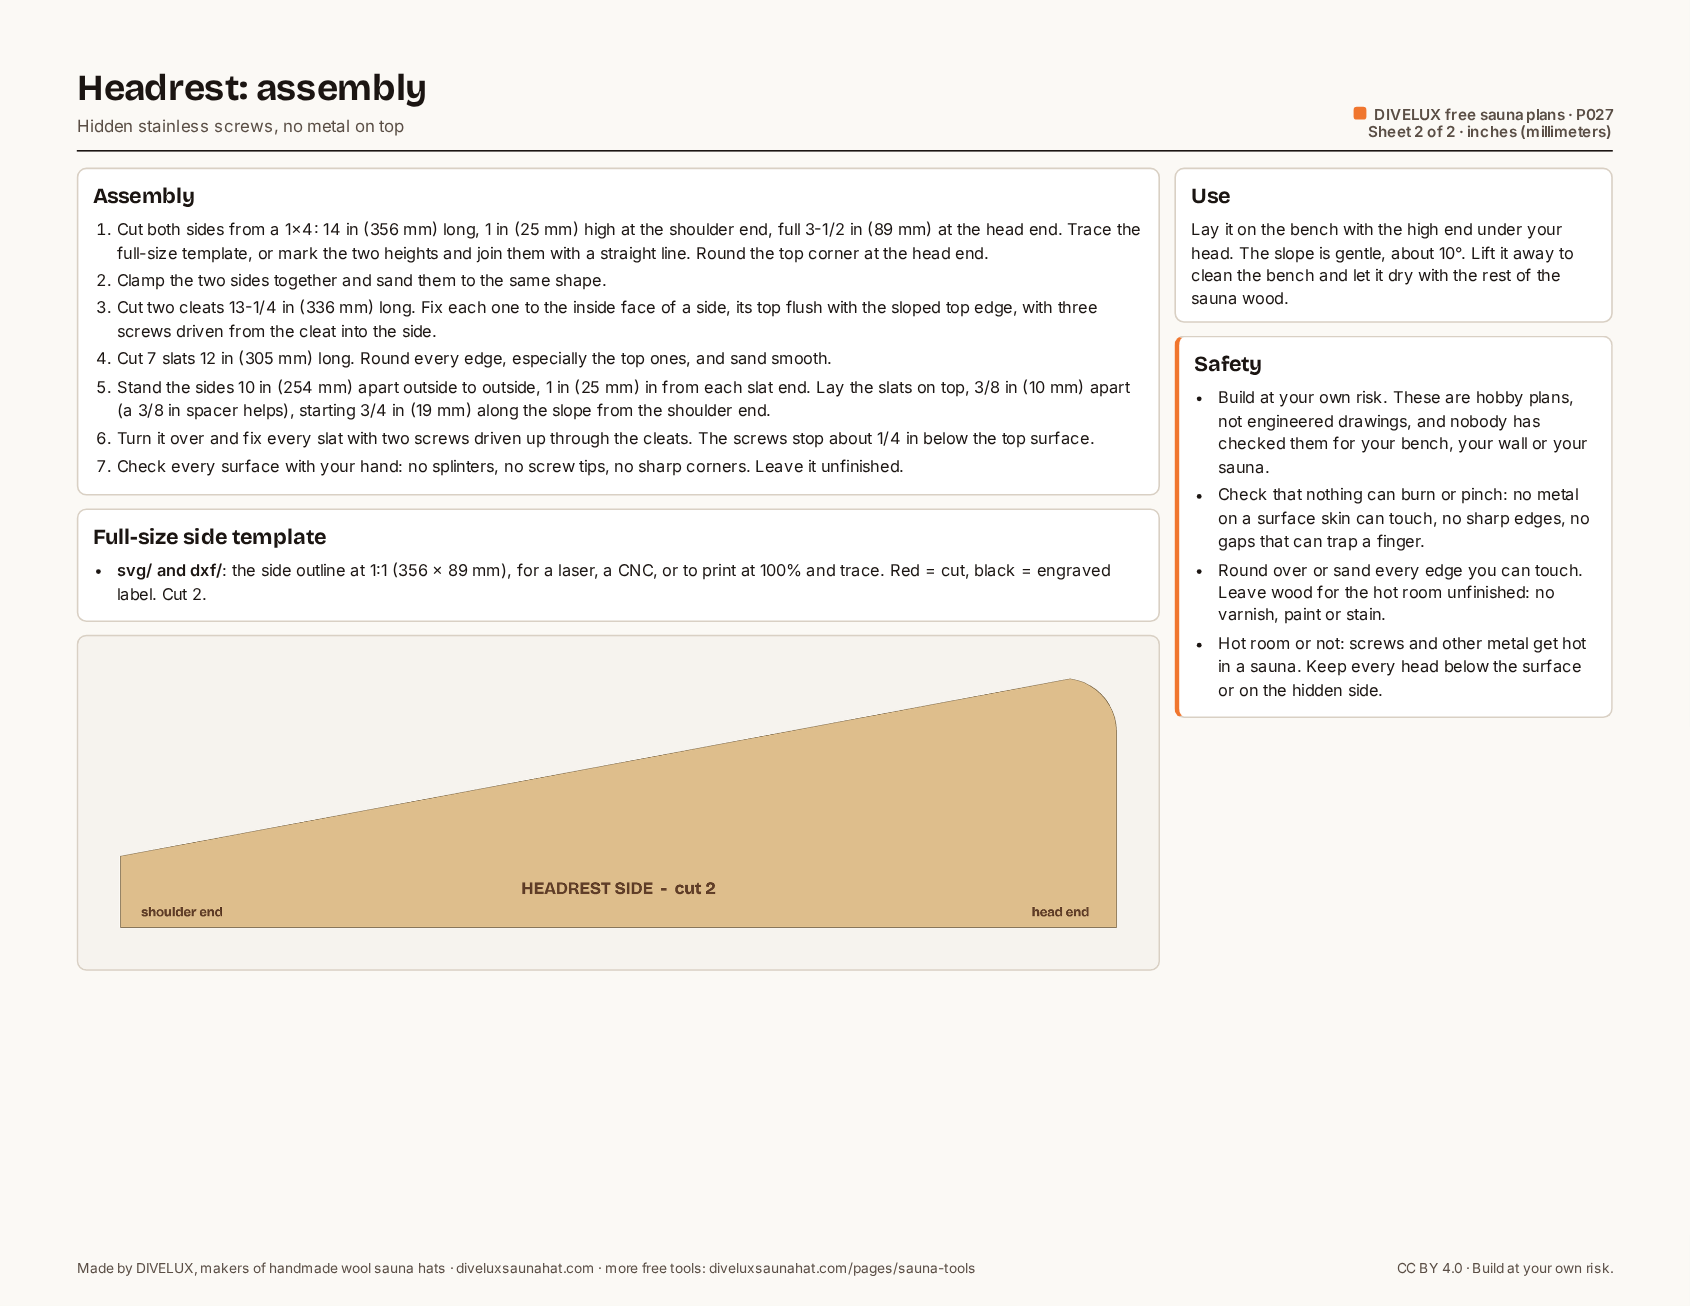 Headrest: assembly
Hidden stainless screws, no metal on top
DIVELUX free sauna plans · P027
Sheet 2 of 2 · inches (millimeters)
Assembly
1. Cut both sides from a 1×4: 14 in (356 mm) long, 1 in (25 mm) high at the shoulder end, full 3-1/2 in (89 mm) at the head end. Trace the
full-size template, or mark the two heights and join them with a straight line. Round the top corner at the head end.
2. Clamp the two sides together and sand them to the same shape.
3. Cut two cleats 13-1/4 in (336 mm) long. Fix each one to the inside face of a side, its top flush with the sloped top edge, with three
screws driven from the cleat into the side.
4. Cut 7 slats 12 in (305 mm) long. Round every edge, especially the top ones, and sand smooth.
5. Stand the sides 10 in (254 mm) apart outside to outside, 1 in (25 mm) in from each slat end. Lay the slats on top, 3/8 in (10 mm) apart
(a 3/8 in spacer helps), starting 3/4 in (19 mm) along the slope from the shoulder end.
6. Turn it over and fix every slat with two screws driven up through the cleats. The screws stop about 1/4 in below the top surface.
7. Check every surface with your hand: no splinters, no screw tips, no sharp corners. Leave it unfinished.
Full-size side template
• svg/ and dxf/: the side outline at 1:1 (356 × 89 mm), for a laser, a CNC, or to print at 100% and trace. Red = cut, black = engraved
label. Cut 2.
HEADREST SIDE - cut 2
shoulder end
head end
Use
Lay it on the bench with the high end under your
head. The slope is gentle, about 10°. Lift it away to
clean the bench and let it dry with the rest of the
sauna wood.
Safety
• Build at your own risk. These are hobby plans,
not engineered drawings, and nobody has
checked them for your bench, your wall or your
sauna.
• Check that nothing can burn or pinch: no metal
on a surface skin can touch, no sharp edges, no
gaps that can trap a finger.
• Round over or sand every edge you can touch.
Leave wood for the hot room unfinished: no
varnish, paint or stain.
• Hot room or not: screws and other metal get hot
in a sauna. Keep every head below the surface
or on the hidden side.
Made by DIVELUX, makers of handmade wool sauna hats · diveluxsaunahat.com · more free tools: diveluxsaunahat.com/pages/sauna-tools
CC BY 4.0 · Build at your own risk.